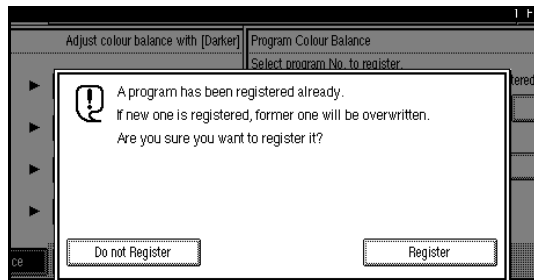 1
Adjust colour balance with [Darker]
Program Colour Balance
Select program No. to register.
A program has been registered already.
If new one is registered, former one will be overwritten.
Are you sure you want to register it?
Do not Register
Register